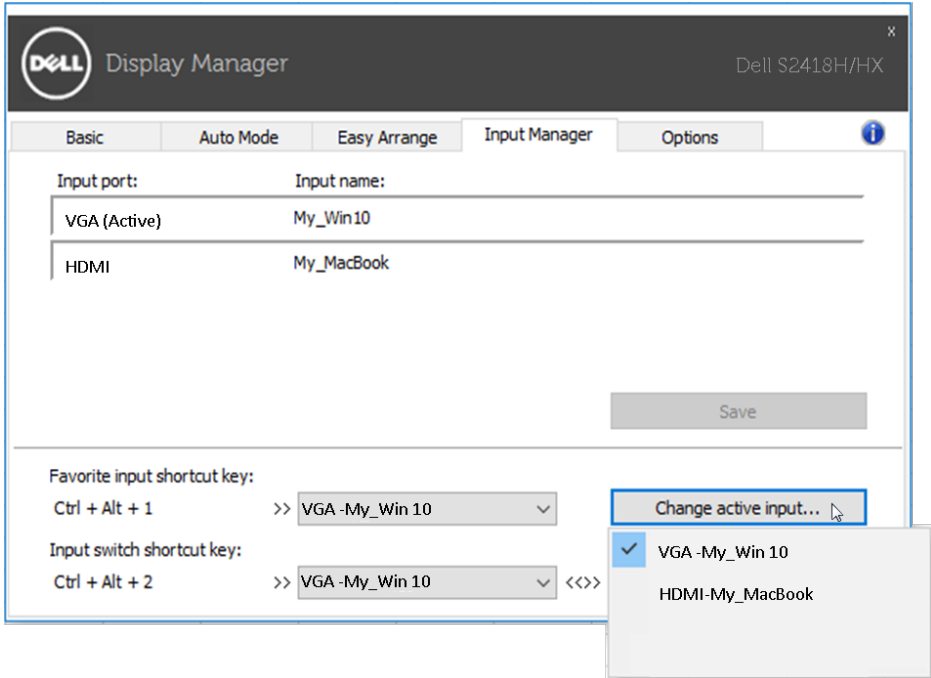 x
DELL Display Manager
Dell S2418H/HX
Basic Auto Mode Easy Arrange Input Manager Options i
Input port: Input name:
VGA (Active) My_Win10
HDMI My_MacBook
Save
Favorite input shortcut key:
Ctrl + Alt + 1 >> VGA -My_Win 10 Change active input...
Input switch shortcut key:
Ctrl + Alt + 2 >> VGA -My_Win 10 <<>>
VGA -My_Win 10
HDMI-My_MacBook